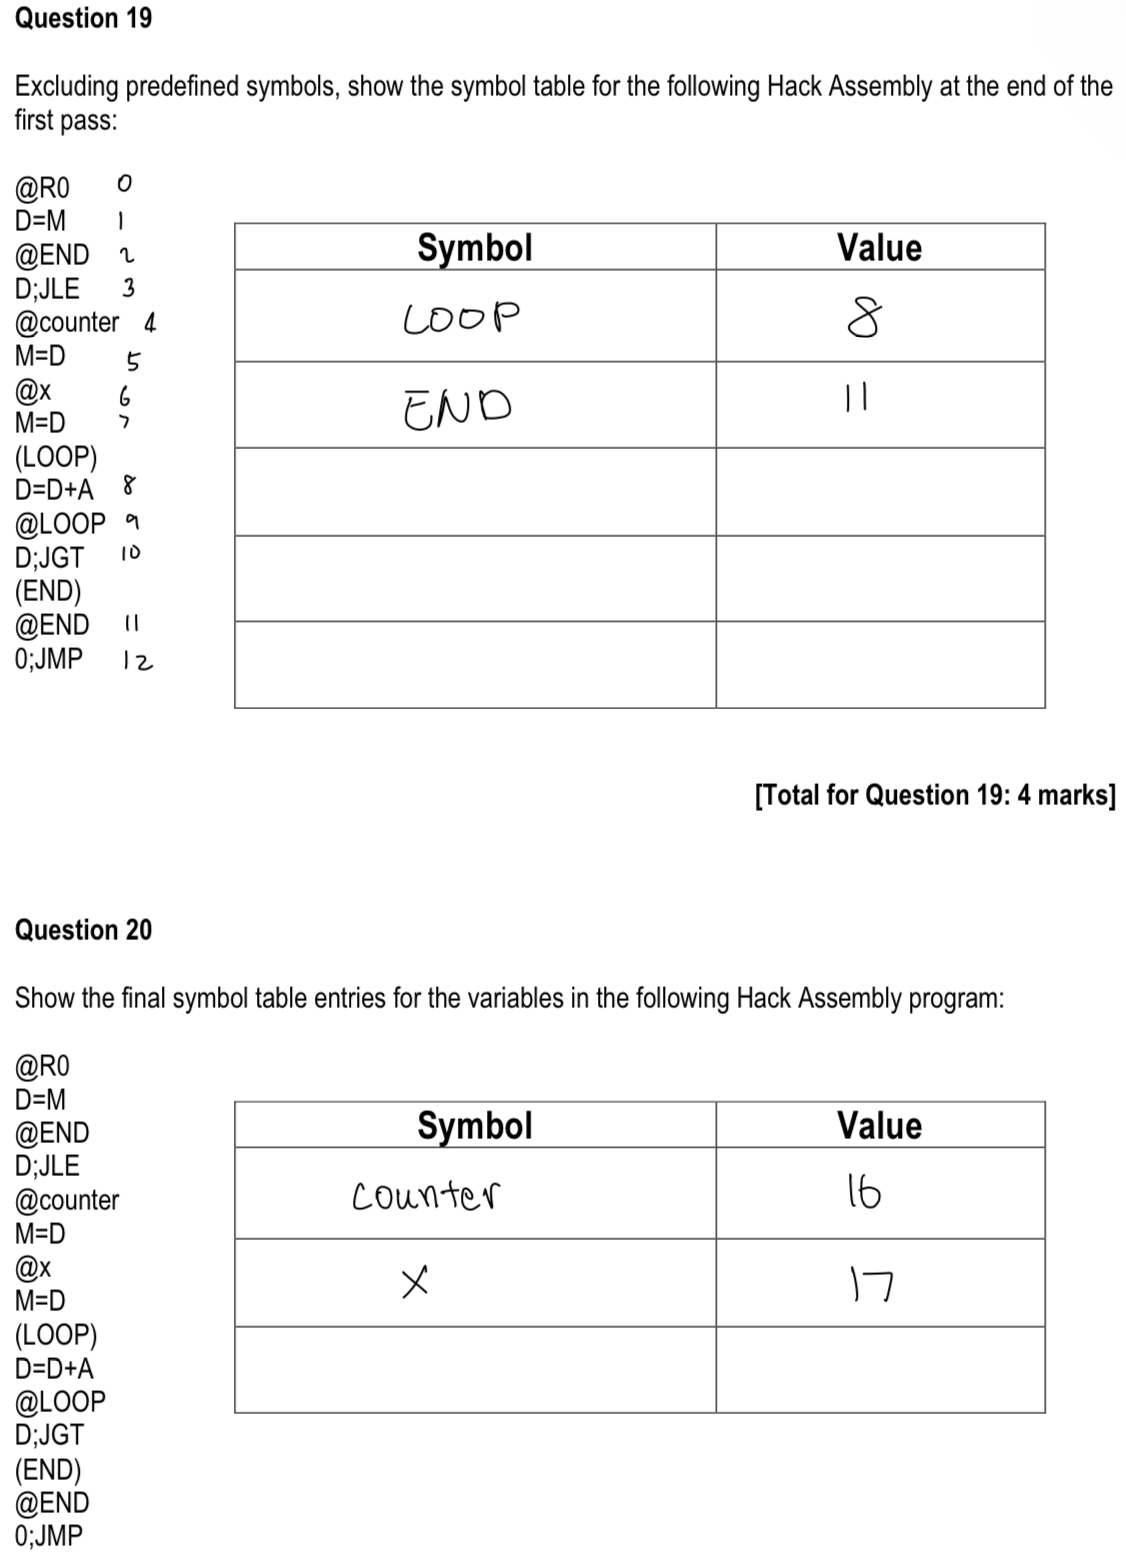 Question 19
Excluding predefined symbols, show the symbol table for the following Hack Assembly at the end of the
first pass:
@R0 0
D=M 1
@END 2
D;JLE 3
@counter 4
M=D 5
@x 6
M=D 7
(LOOP)
D=D+A 8
@LOOP 9
D;JGT 10
(END)
@END 11
0;JMP 12
Symbol Value
LOOP 8
END 11
[Total for Question 19: 4 marks]
Question 20
Show the final symbol table entries for the variables in the following Hack Assembly program:
@R0
D=M
@END
D;JLE
@counter
M=D
@x
M=D
(LOOP)
D=D+A
@LOOP
D;JGT
(END)
@END
0;JMP
Symbol Value
counter 16
x 17